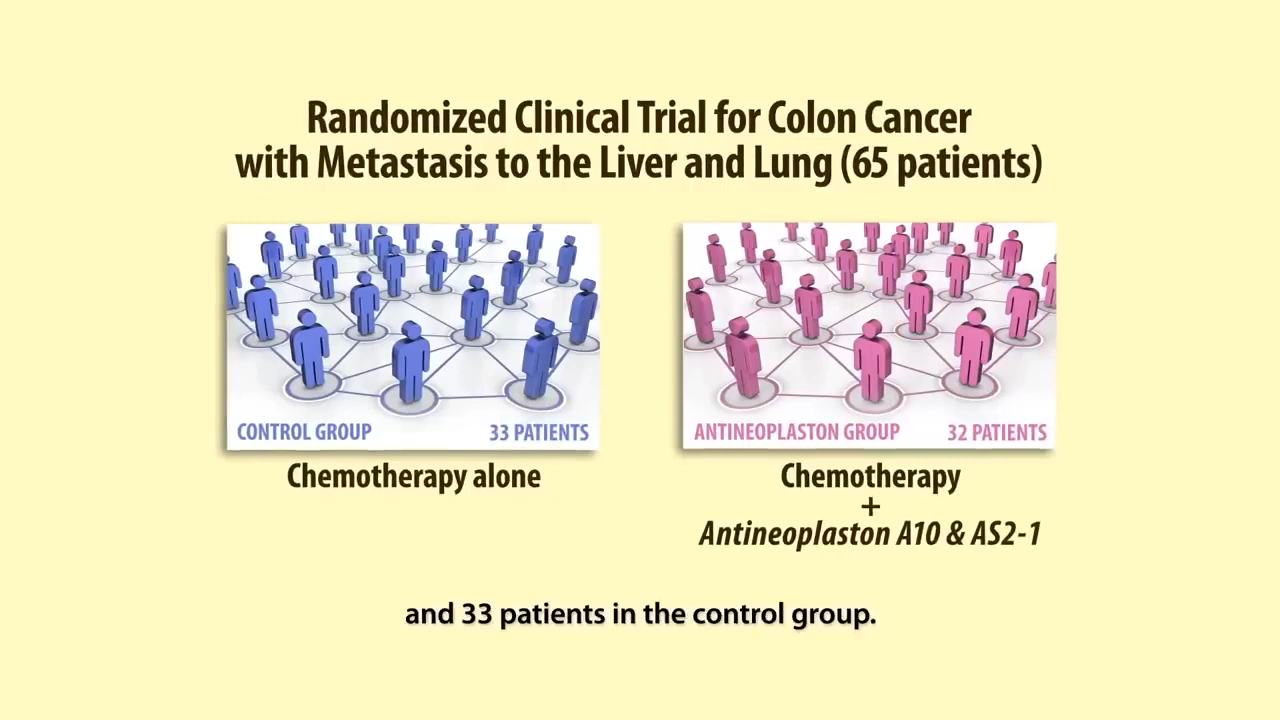 Randomized Clinical Trial for Colon Cancer
with Metastasis to the Liver and Lung (65 patients)
CONTROL GROUP 33 PATIENTS
Chemotherapy alone
ANTINEOPLASTON GROUP 32 PATIENTS
Chemotherapy
+
Antineoplaston A10 & AS2-1
and 33 patients in the control group.